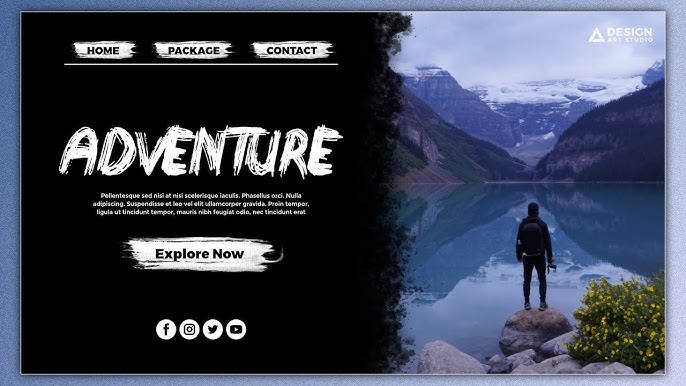 HOME PACKAGE CONTACT
DESIGN
ART STUDIO
ADVENTURE
Pellentesque sed nisi at nisi scelerisque iaculis. Phasellus orci. Nulla
adipiscing. Suspendisse et leo vel elit ullamcorper gravida. Proin tempor,
ligula ut tincidunt tempor, mauris nibh feugiat odio, nec tincidunt erat
Explore Now